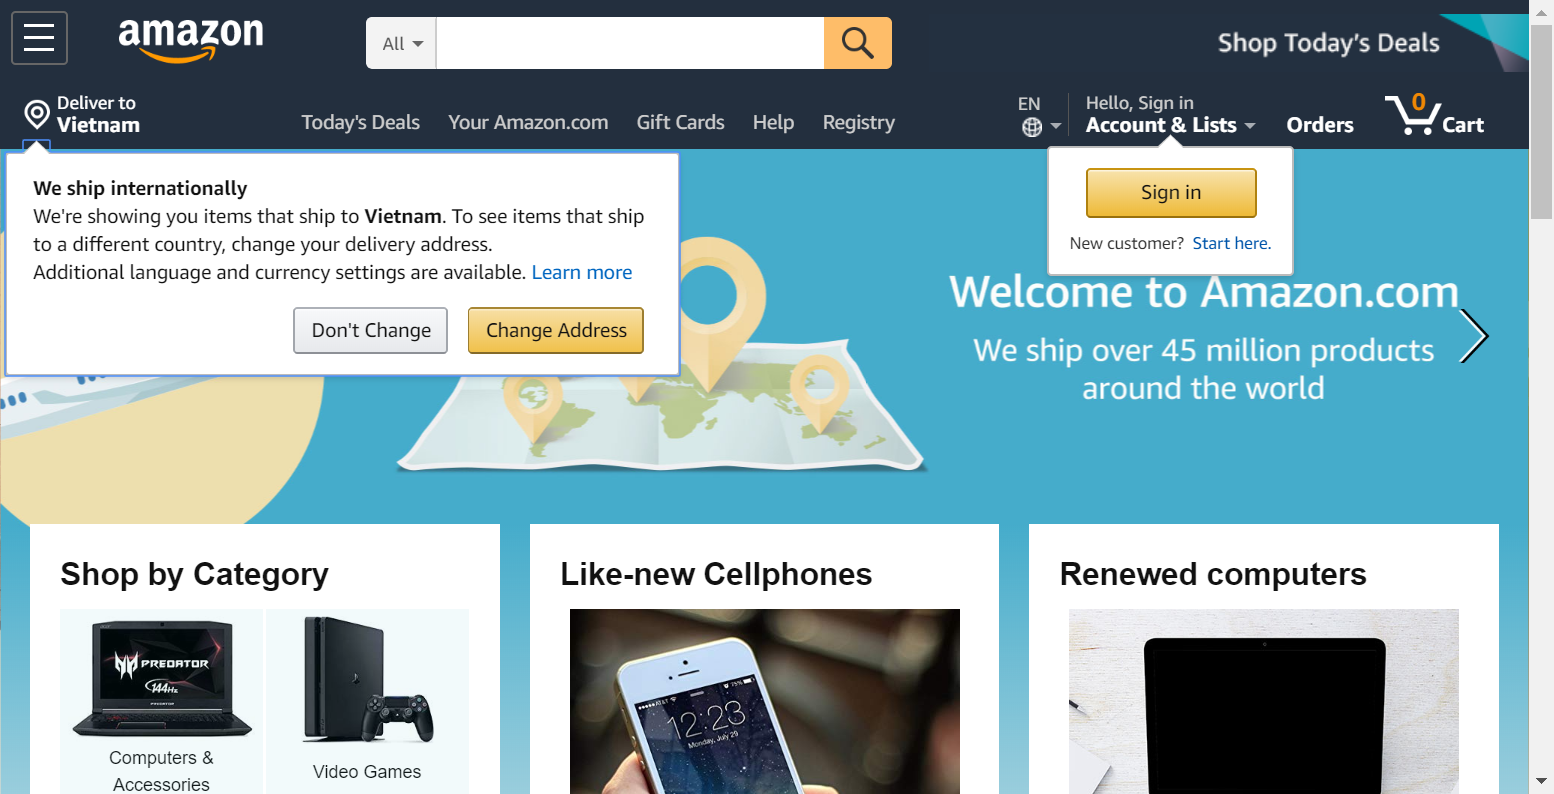 amazon
All
Shop Today's Deals
Deliver to
Vietnam
Today's Deals
Your Amazon.com
Gift Cards
Help
Registry
EN
Hello, Sign in
Account & Lists
Orders
0
Cart
We ship internationally
We're showing you items that ship to Vietnam. To see items that ship
to a different country, change your delivery address.
Additional language and currency settings are available. Learn more
Don't Change
Change Address
Sign in
New customer? Start here.
Welcome to Amazon.com
We ship over 45 million products
around the world
Shop by Category
PREDATOR
144Hz
PREDATOR
Computers &
Accessories
Video Games
Like-new Cellphones
AT&T
75%
12:23
Monday, July 29
Renewed computers